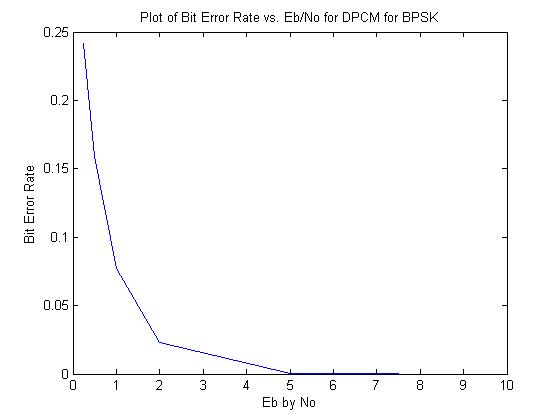 Plot of Bit Error Rate vs. Eb/No for DPCM for BPSK
0.25
0.2
0.15
0.1
0.05
0
Bit Error Rate
0 1 2 3 4 5 6 7 8 9 10
Eb by No